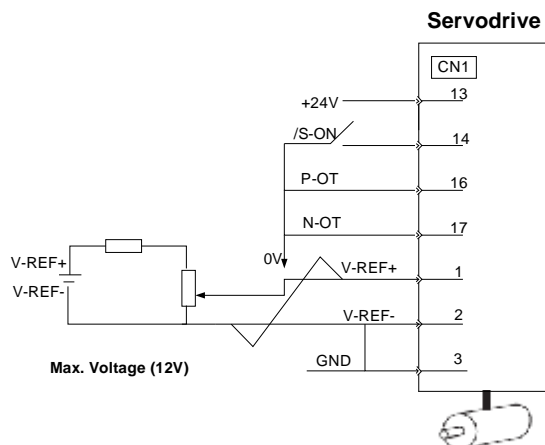 Servodrive
CN1
+24V 13
/S-ON 14
P-OT 16
N-OT 17
0V
V-REF+ 1
V-REF+
V-REF-
V-REF- 2
GND 3
Max. Voltage (12V)